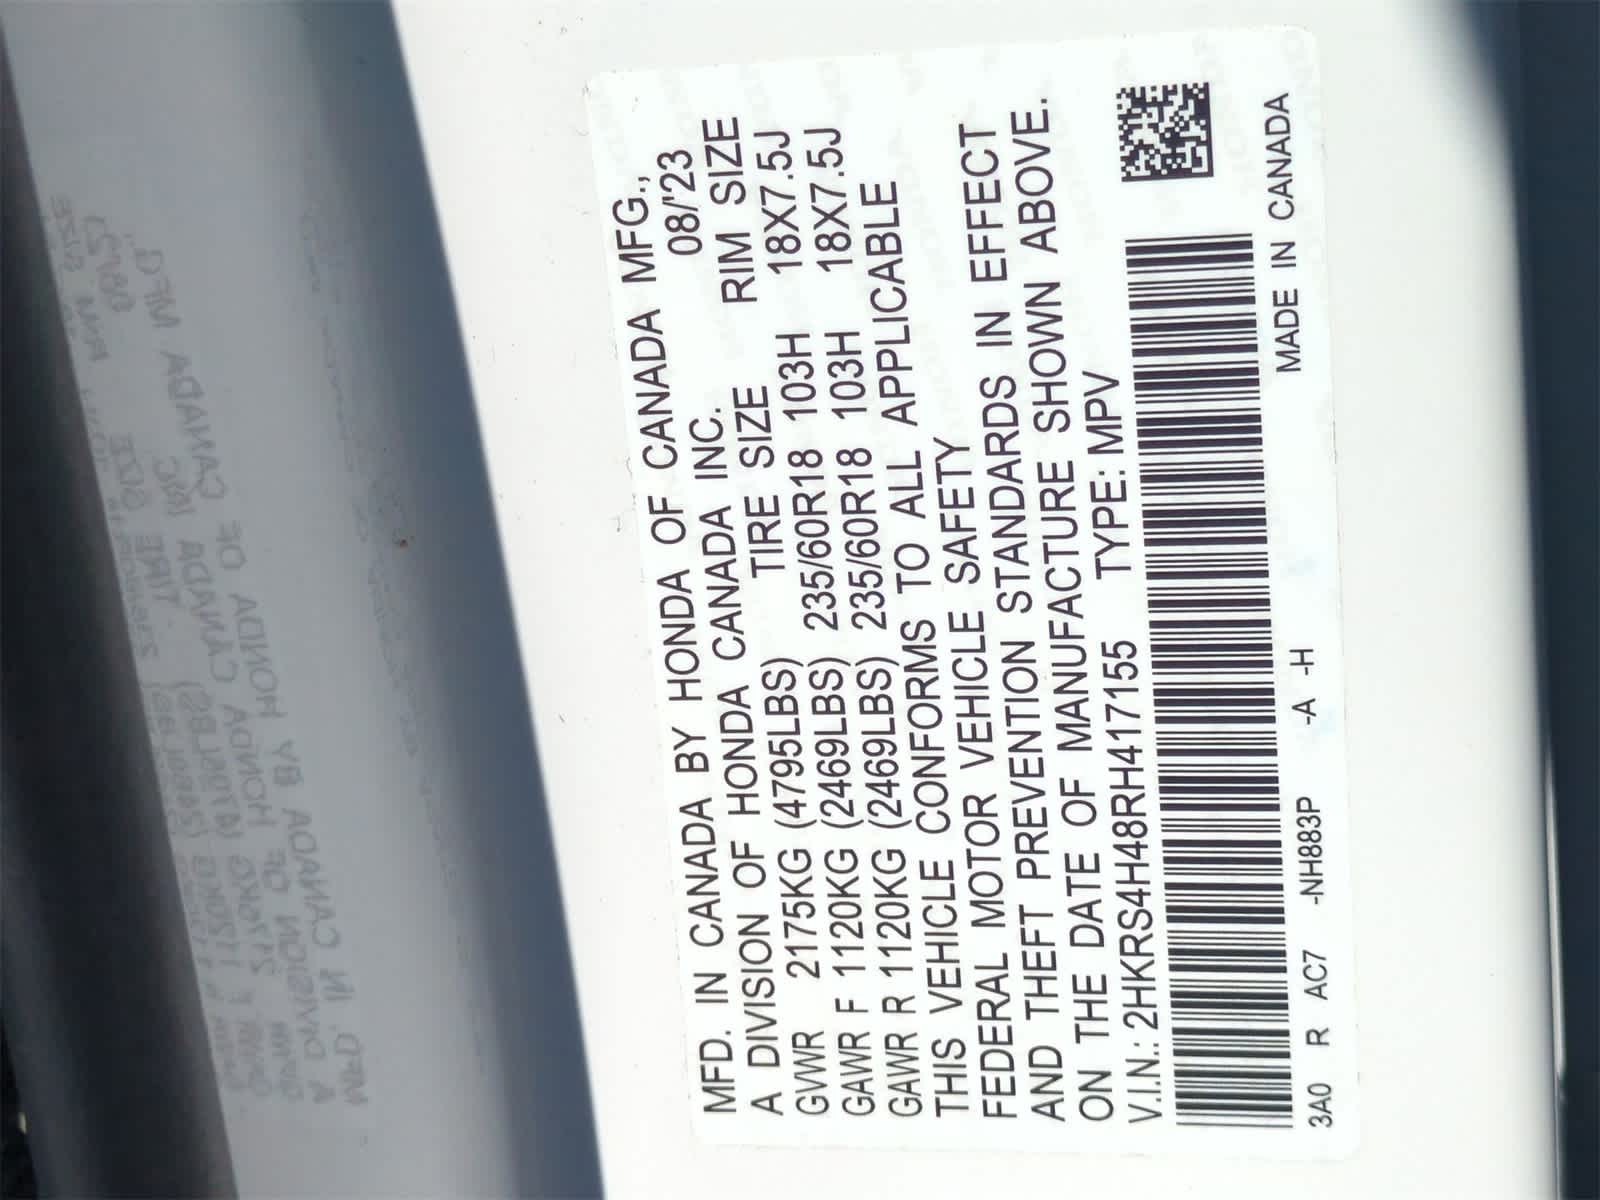 MFD. IN CANADA BY HONDA OF CANADA MFG.,
A DIVISION OF HONDA CANADA INC. 08/'23
GVWR 2175KG (4795LBS) TIRE SIZE RIM SIZE
GAWR F 1120KG (2469LBS) 235/60R18 103H 18X7.5J
GAWR R 1120KG (2469LBS) 235/60R18 103H 18X7.5J
THIS VEHICLE CONFORMS TO ALL APPLICABLE
FEDERAL MOTOR VEHICLE SAFETY
AND THEFT PREVENTION STANDARDS IN EFFECT
ON THE DATE OF MANUFACTURE SHOWN ABOVE.
V.I.N.: 2HKRS4H48RH417155 TYPE: MPV
3A0 R AC7 -NH883P -A -H MADE IN CANADA